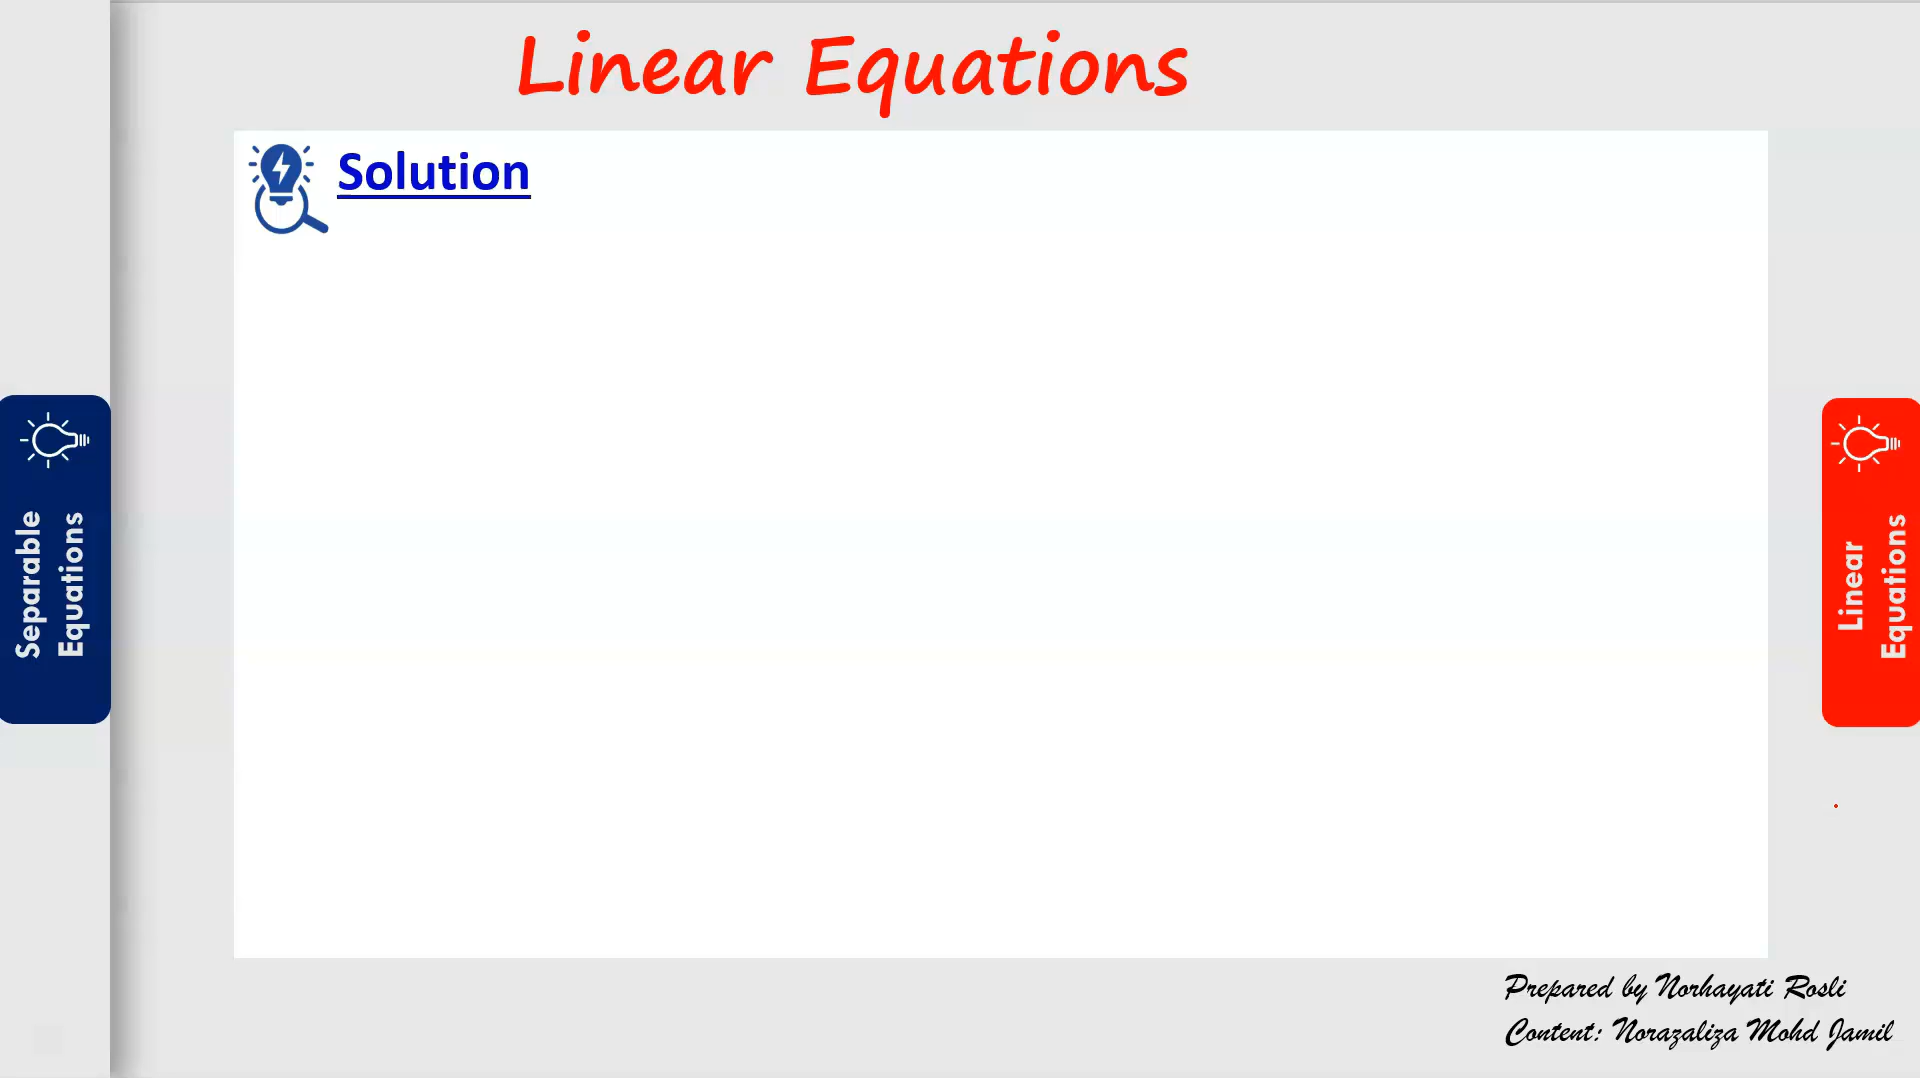 Linear Equations
Solution
Separable
Equations
Linear
Equations
Prepared by Norhayati Rosli
Content: Norazaliza Mohd Jamil